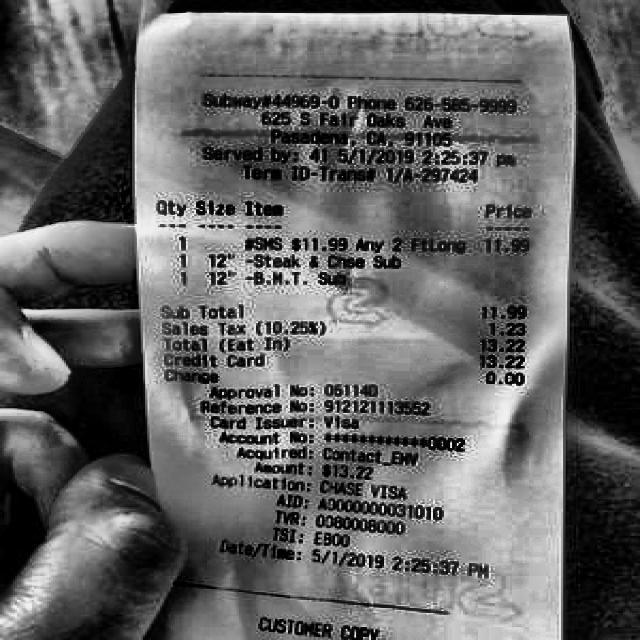 Subway#44969-0 Phone 626-585-9999
625 S Fair Oaks Ave
Pasadena, CA, 91105
Served by: 41 5/1/2019 2:25:37 pm
Term ID-Trans# 1/A-297424
Qty Size Item Price
--- ---- ---- -----
1 #SMS $11.99 Any 2 FtLong 11.99
1 12" -Steak & Chse Sub
1 12" -B.M.T. Sub
Sub Total 11.99
Sales Tax (10.25%) 1.23
Total (Eat In) 13.22
Credit Card 13.22
Change 0.00
Approval No: 05114D
Reference No: 912121113552
Card Issuer: Visa
Account No: ************0002
Acquired: Contact_EMV
Amount: $13.22
Application: CHASE VISA
AID: A0000000031010
TVR: 0080008000
TSI: E800
Date/Time: 5/1/2019 2:25:37 PM
CUSTOMER COPY